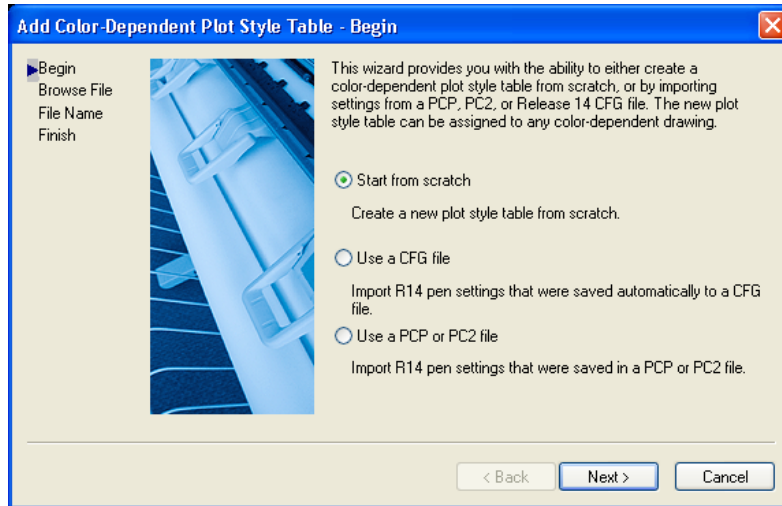 Add Color-Dependent Plot Style Table - Begin
Begin
Browse File
File Name
Finish
This wizard provides you with the ability to either create a
color-dependent plot style table from scratch, or by importing
settings from a PCP, PC2, or Release 14 CFG file. The new plot
style table can be assigned to any color-dependent drawing.
Start from scratch
Create a new plot style table from scratch.
Use a CFG file
Import R14 pen settings that were saved automatically to a CFG
file.
Use a PCP or PC2 file
Import R14 pen settings that were saved in a PCP or PC2 file.
< Back
Next >
Cancel